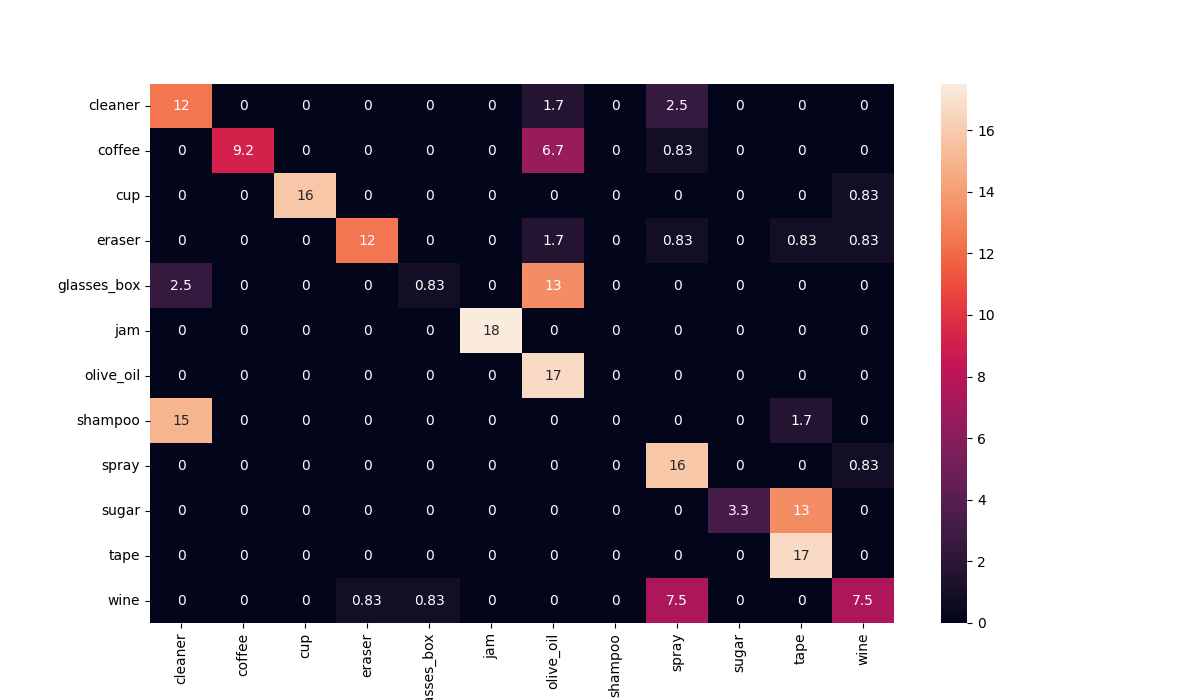 cleaner 12 0 0 0 0 0 1.7 0 2.5 0 0 0
coffee 0 9.2 0 0 0 0 6.7 0 0.83 0 0 0
cup 0 0 16 0 0 0 0 0 0 0 0 0.83
eraser 0 0 0 12 0 0 1.7 0 0.83 0 0.83 0.83
glasses_box 2.5 0 0 0 0.83 0 13 0 0 0 0 0
jam 0 0 0 0 0 18 0 0 0 0 0 0
olive_oil 0 0 0 0 0 0 17 0 0 0 0 0
shampoo 15 0 0 0 0 0 0 0 0 0 1.7 0
spray 0 0 0 0 0 0 0 0 16 0 0 0.83
sugar 0 0 0 0 0 0 0 0 0 3.3 13 0
tape 0 0 0 0 0 0 0 0 0 0 17 0
wine 0 0 0 0.83 0.83 0 0 0 7.5 0 0 7.5
cleaner coffee cup eraser asses_box jam olive_oil shampoo spray sugar tape wine
16
14
12
10
8
6
4
2
0